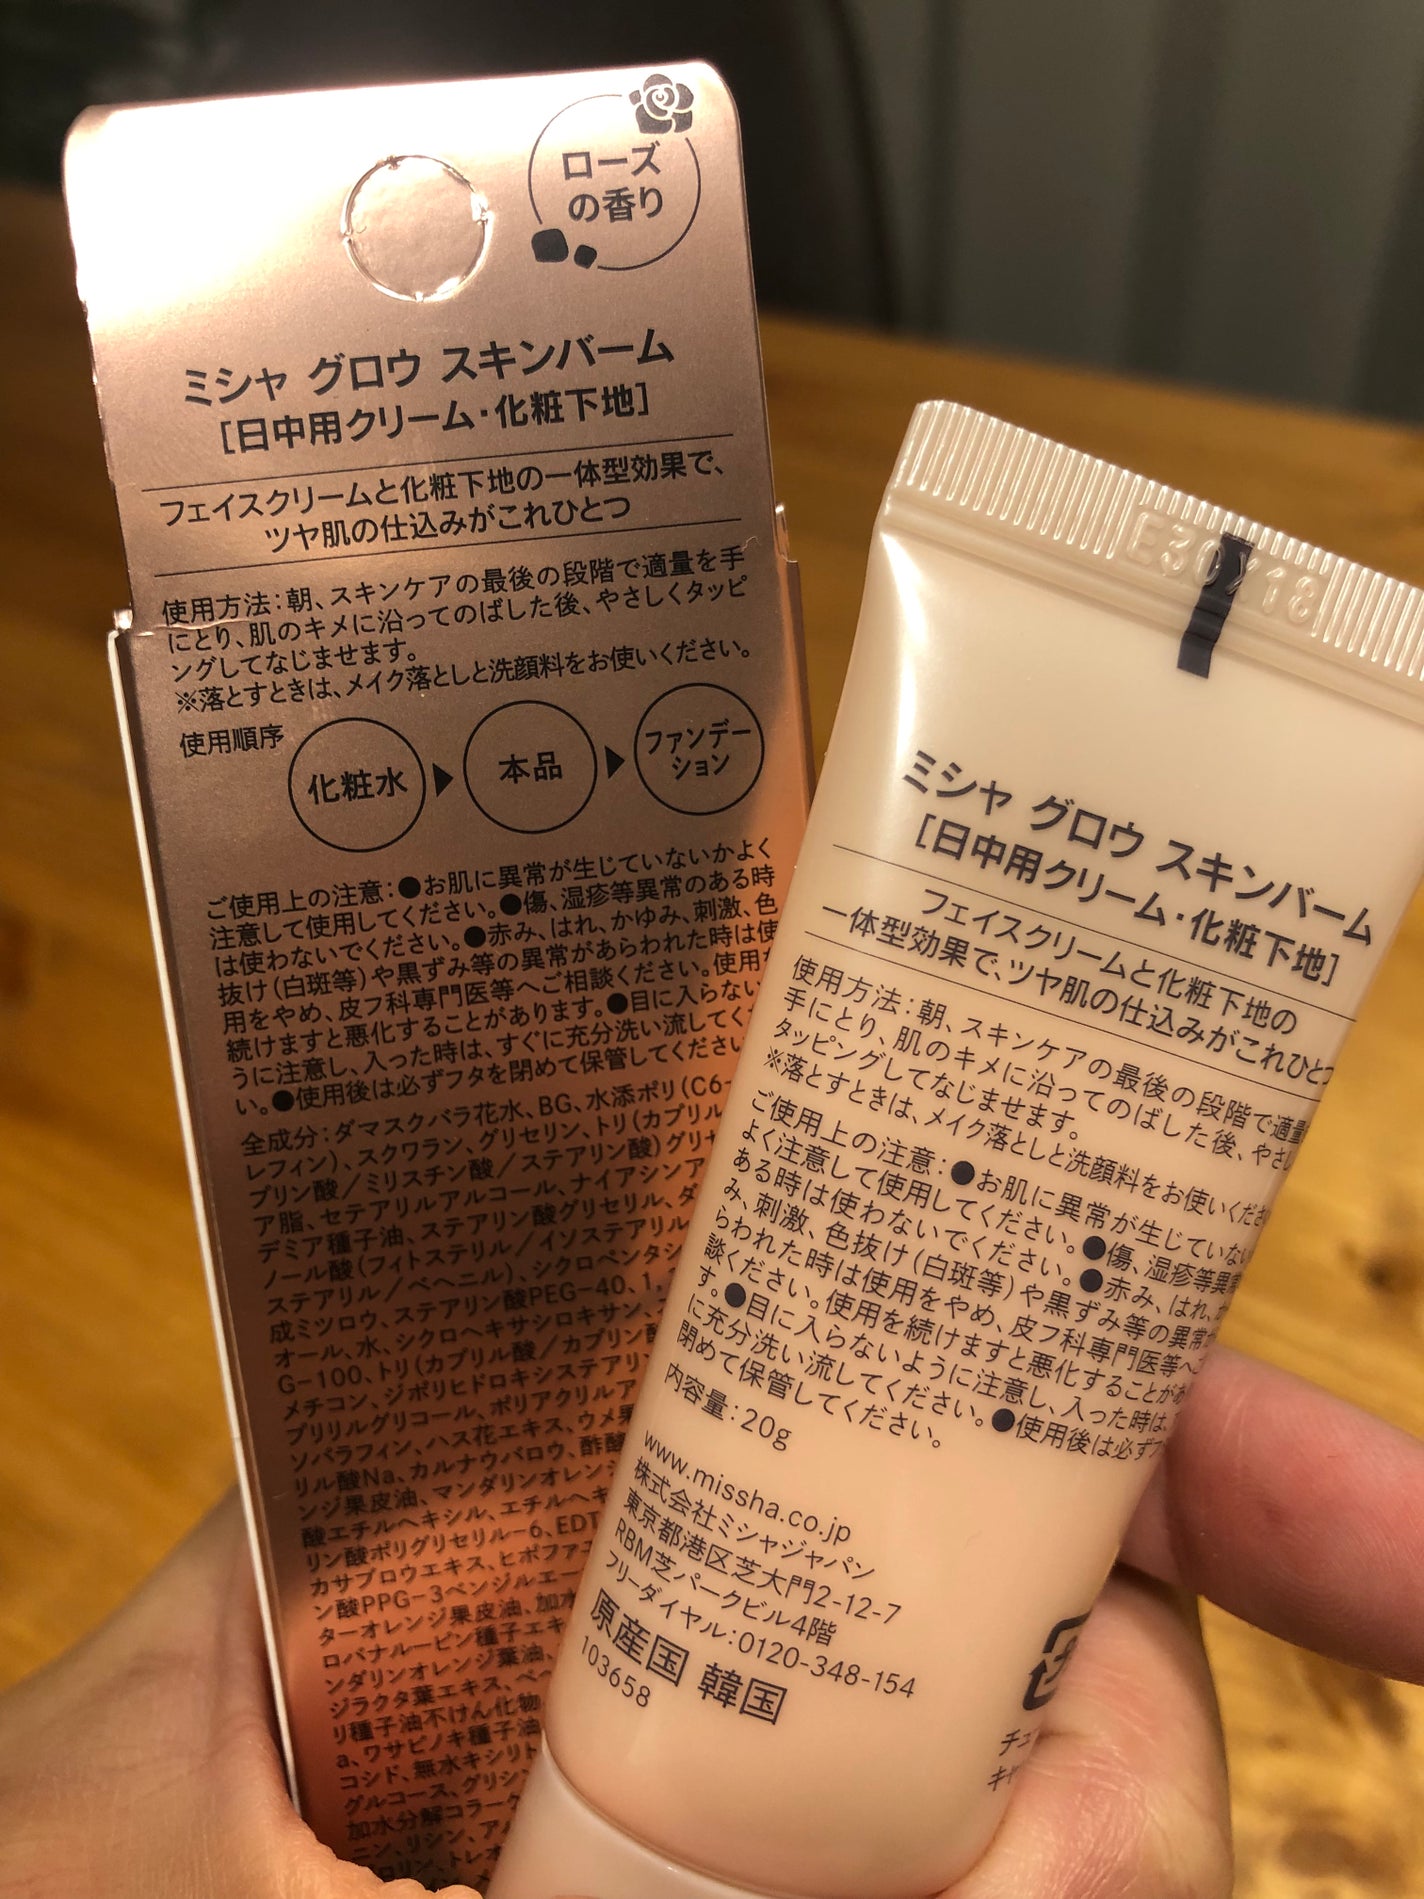 ローズ
の香り
ミシャ グロウ スキンバーム
[日中用クリーム・化粧下地]
フェイスクリームと化粧下地の一体型効果で、
ツヤ肌の仕込みがこれひとつ
使用方法:朝、スキンケアの最後の段階で適量を手
にとり、肌のキメに沿ってのばした後、やさしくタッピ
ングしてなじませます。
※落とすときは、メイク落としと洗顔料をお使いください。
使用順序
化粧水
本品
ファンデー
ション
ご使用上の注意:●お肌に異常が生じていないかよく
注意して使用してください。●傷、湿疹等異常のある時
は使わないでください。●赤み、はれ、かゆみ、刺激、色
抜け(白斑等)や黒ずみ等の異常があらわれた時は使
用をやめ、皮フ科専門医等へご相談ください。使用
続けますと悪化することがあります。●目に入らない
うに注意し、入った時は、すぐに充分洗い流してく
い。●使用後は必ずフタを閉めて保管してください
全成分:ダマスクバラ花水、BG、水添ポリ(C6-
レフィン)、スクワラン、グリセリン、トリ(カプリル
プリン酸/ミリスチン酸/ステアリン酸)グリセ
ア脂、セテアリルアルコール、ナイアシンア
デミア種子油、ステアリン酸グリセリル、ダ
ノール酸(フィトステリル/イソステアリル
ステアリル/ベヘニル)、シクロペンタシ
成ミツロウ、ステアリン酸PEG-40、1,
オール、水、シクロヘキサシロキサン、
G-100、トリ(カプリル酸/カプリン酸
メチコン、ジポリヒドロキシステアリ
プリリルグリコール、ポリアクリルア
ソパラフィン、ハス花エキス、ウメ果
リル酸Na、カルナウバロウ、酢酸
ンジ果皮油、マンダリンオレンジ
酸エチルヘキシル、エチルヘキ
リン酸ポリグリセリル-6、EDT
カサブロウエキス、ヒポファエ
ン酸PPG-3ベンジルエー
ターオレンジ果皮油、加水
ロバナルーピン種子エキ
ンダリンオレンジ葉油、
ジラクタ葉エキス、ベヘ
リ種子油不けん化物
a、ワサビノキ種子油
コシド、無水キシリト
グルコース、グリシン
加水分解コラーゲ
ニン、リシン、アル
ロリン、トレオ
E30Y18
ミシャ グロウ スキンバーム
[日中用クリーム・化粧下地]
フェイスクリームと化粧下地の
一体型効果で、ツヤ肌の仕込みがこれひとつ
使用方法:朝、スキンケアの最後の段階で適量
手にとり、肌のキメに沿ってのばした後、やさし
タッピングしてなじませます。
※落とすときは、メイク落としと洗顔料をお使いくださ
ご使用上の注意:●お肌に異常が生じていない
よく注意して使用してください。●傷、湿疹等異常
ある時は使わないでください。●赤み、はれ、か
み、刺激、色抜け(白斑等)や黒ずみ等の異常が
らわれた時は使用をやめ、皮フ科専門医等へご
談ください。使用を続けますと悪化することがあ
す。●目に入らないように注意し、入った時は、
に充分洗い流してください。●使用後は必ずフ
閉めて保管してください。
内容量:20g
www.missha.co.jp
株式会社ミシャジャパン
東京都港区芝大門2-12-7
RBM芝パークビル4階
フリーダイヤル:0120-348-154
原産国 韓国
103658